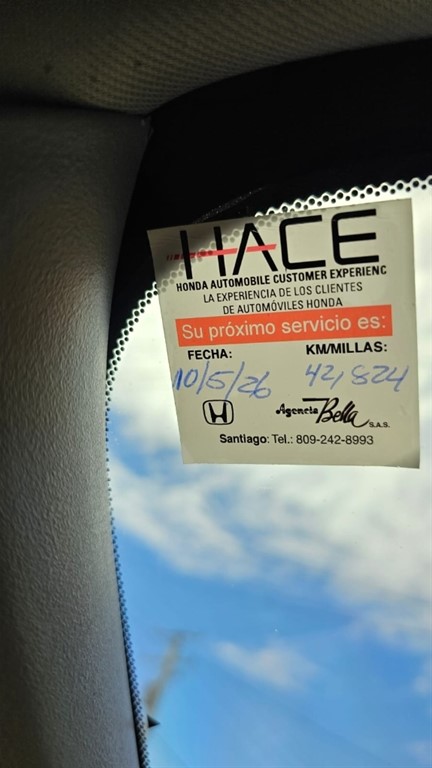 HACE
HONDA AUTOMOBILE CUSTOMER EXPERIENC
LA EXPERIENCIA DE LOS CLIENTES
DE AUTOMÓVILES HONDA
Su próximo servicio es:
FECHA: KM/MILLAS:
10/5/26 42,824
Agencia Bella S.A.S.
Santiago: Tel.: 809-242-8993